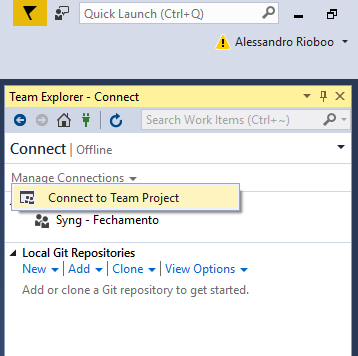 Quick Launch (Ctrl+Q)
Alessandro Rioboo
Team Explorer - Connect
Search Work Items (Ctrl+~)
Connect | Offline
Manage Connections
Connect to Team Project
Syng - Fechamento
Local Git Repositories
New | Add | Clone | View Options
Add or clone a Git repository to get started.